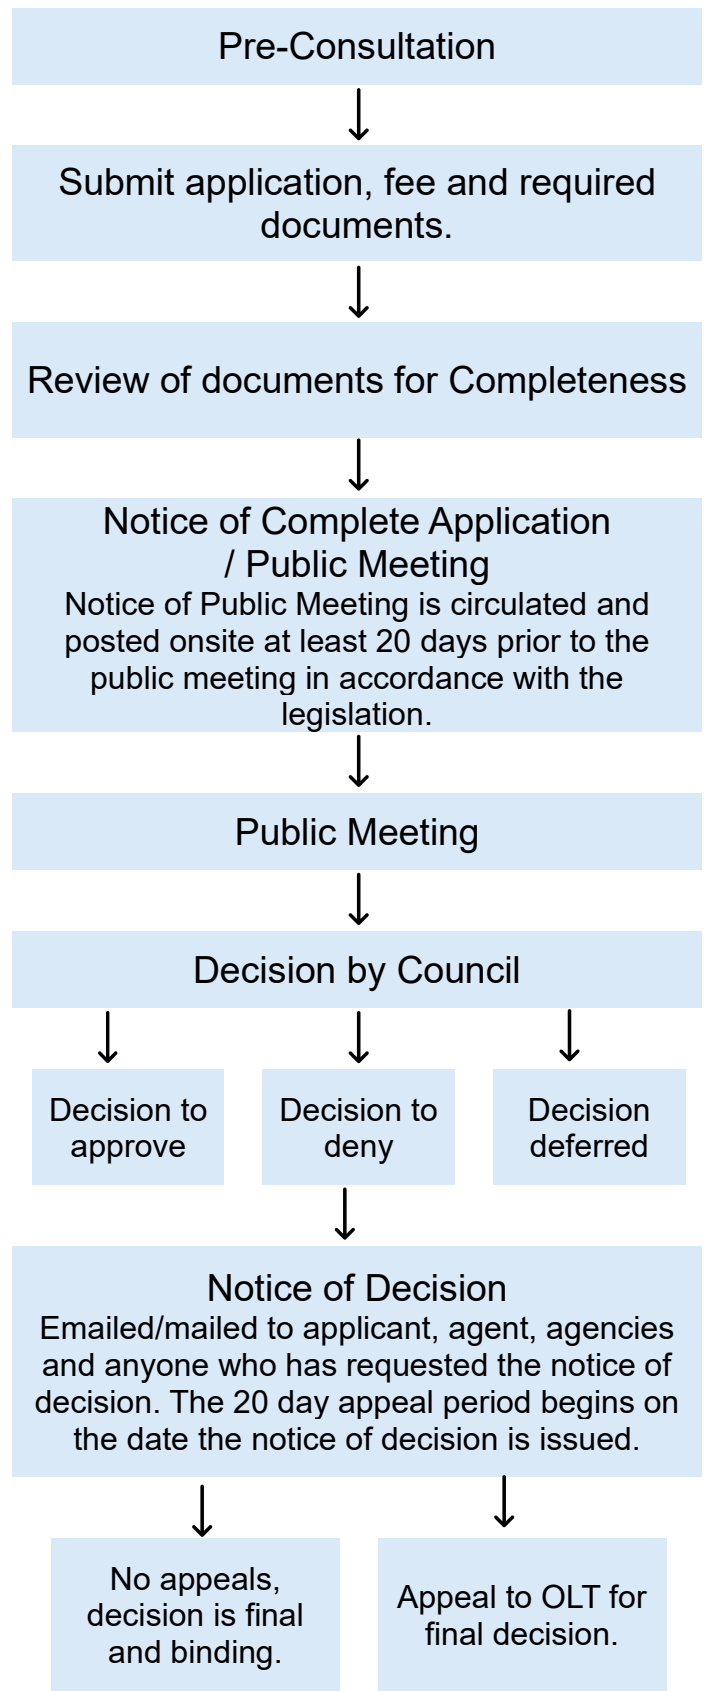 Pre-Consultation
Submit application, fee and required
documents.
Review of documents for Completeness
Notice of Complete Application
/ Public Meeting
Notice of Public Meeting is circulated and
posted onsite at least 20 days prior to the
public meeting in accordance with the
legislation.
Public Meeting
Decision by Council
Decision to
approve
Decision to
deny
Decision
deferred
Notice of Decision
Emailed/mailed to applicant, agent, agencies
and anyone who has requested the notice of
decision. The 20 day appeal period begins on
the date the notice of decision is issued.
No appeals,
decision is final
and binding.
Appeal to OLT for
final decision.